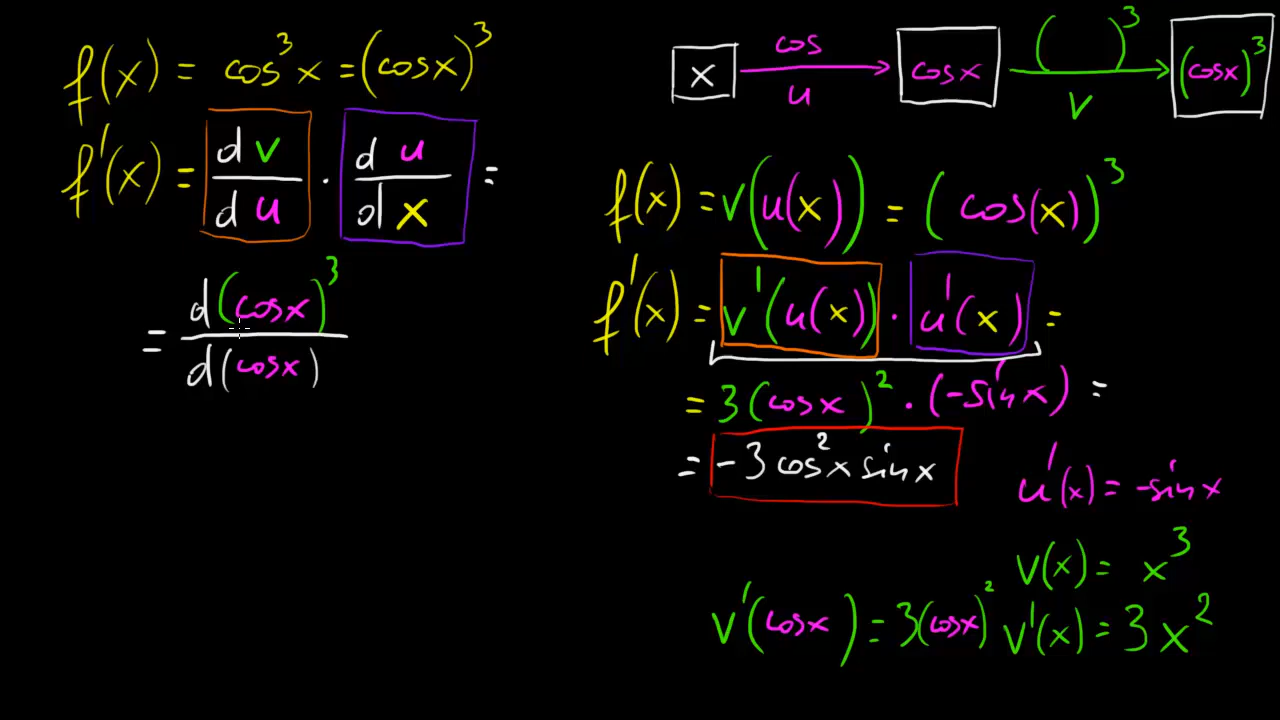 f(x) = cos³x = (cosx)³
f'(x) = dv/du · du/dx =
= d(cosx)³/d(cosx)
x cos u cosx ( )³ v (cosx)³
f(x) = v(u(x)) = (cos(x))³
f'(x) = v'(u(x)) · u'(x) =
= 3(cosx)² · (-sinx) =
= -3cos²x sinx
u'(x) = -sinx
v(x) = x³
v'(cosx) = 3(cosx)² v'(x) = 3x²